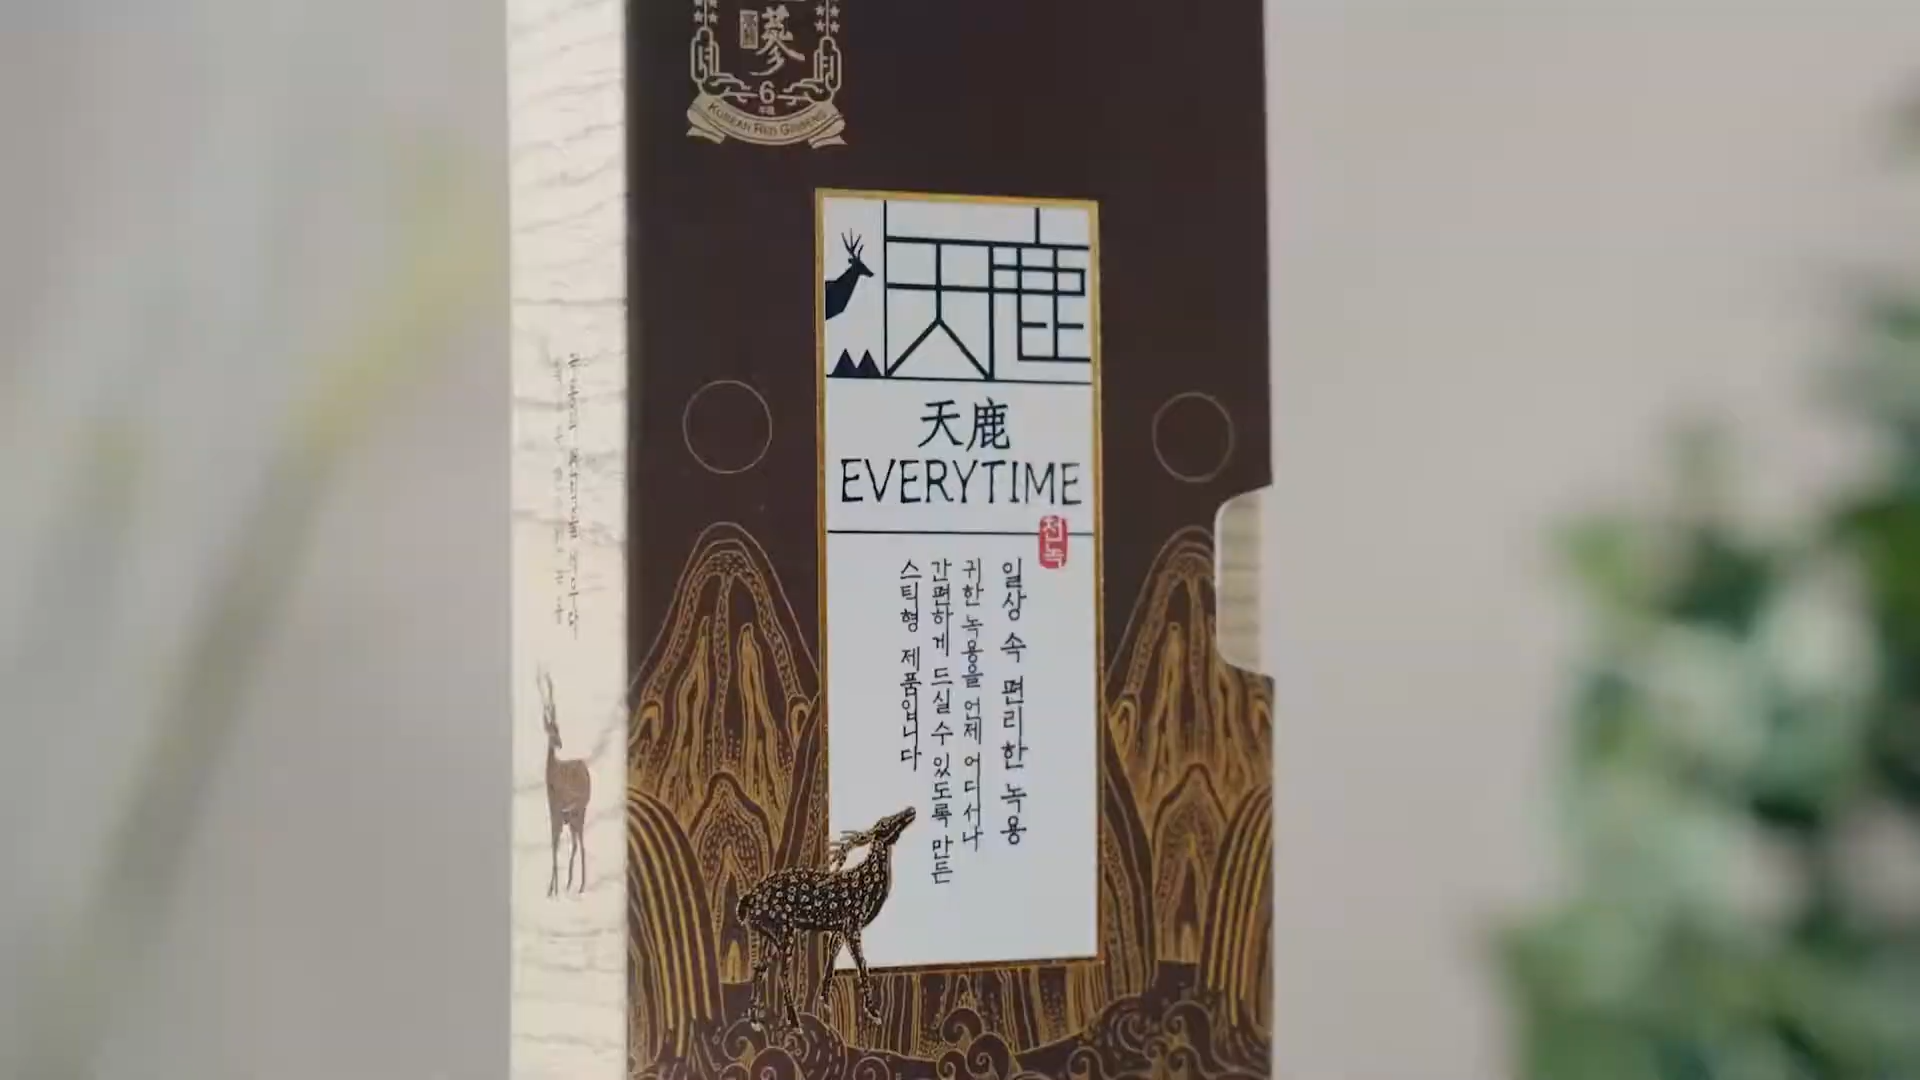 蔘
6
KOREAN RED GINSENG
天鹿
天鹿
EVERYTIME
천녹
일상 속 편리한 녹용
귀한 녹용을 언제 어디서나
간편하게 드실 수 있도록 만든
스틱형 제품입니다